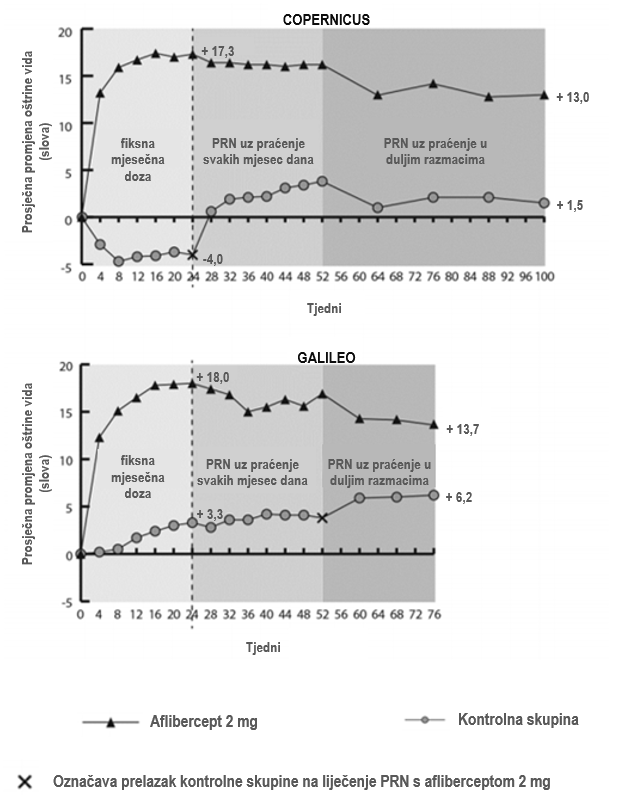 COPERNICUS
Prosječna promjena oštrine vida
(slova)
20
15
10
5
0
-5
+ 17,3
fiksna
mjesečna
doza
PRN uz praćenje
svakih mjesec dana
PRN uz praćenje u
duljim razmacima
+ 13,0
+ 1,5
-4,0
0 4 8 12 16 20 24 28 32 36 40 44 48 52 56 60 64 68 72 76 80 84 88 92 96 100
Tjedni
GALILEO
Prosječna promjena oštrine vida
(slova)
20
15
10
5
0
-5
+ 18,0
fiksna
mjesečna
doza
PRN uz praćenje
svakih mjesec dana
PRN uz praćenje u
duljim razmacima
+ 13,7
+ 6,2
+ 3,3
0 4 8 12 16 20 24 28 32 36 40 44 48 52 56 60 64 68 72 76
Tjedni
Aflibercept 2 mg
Kontrolna skupina
Označava prelazak kontrolne skupine na liječenje PRN s afliberceptom 2 mg